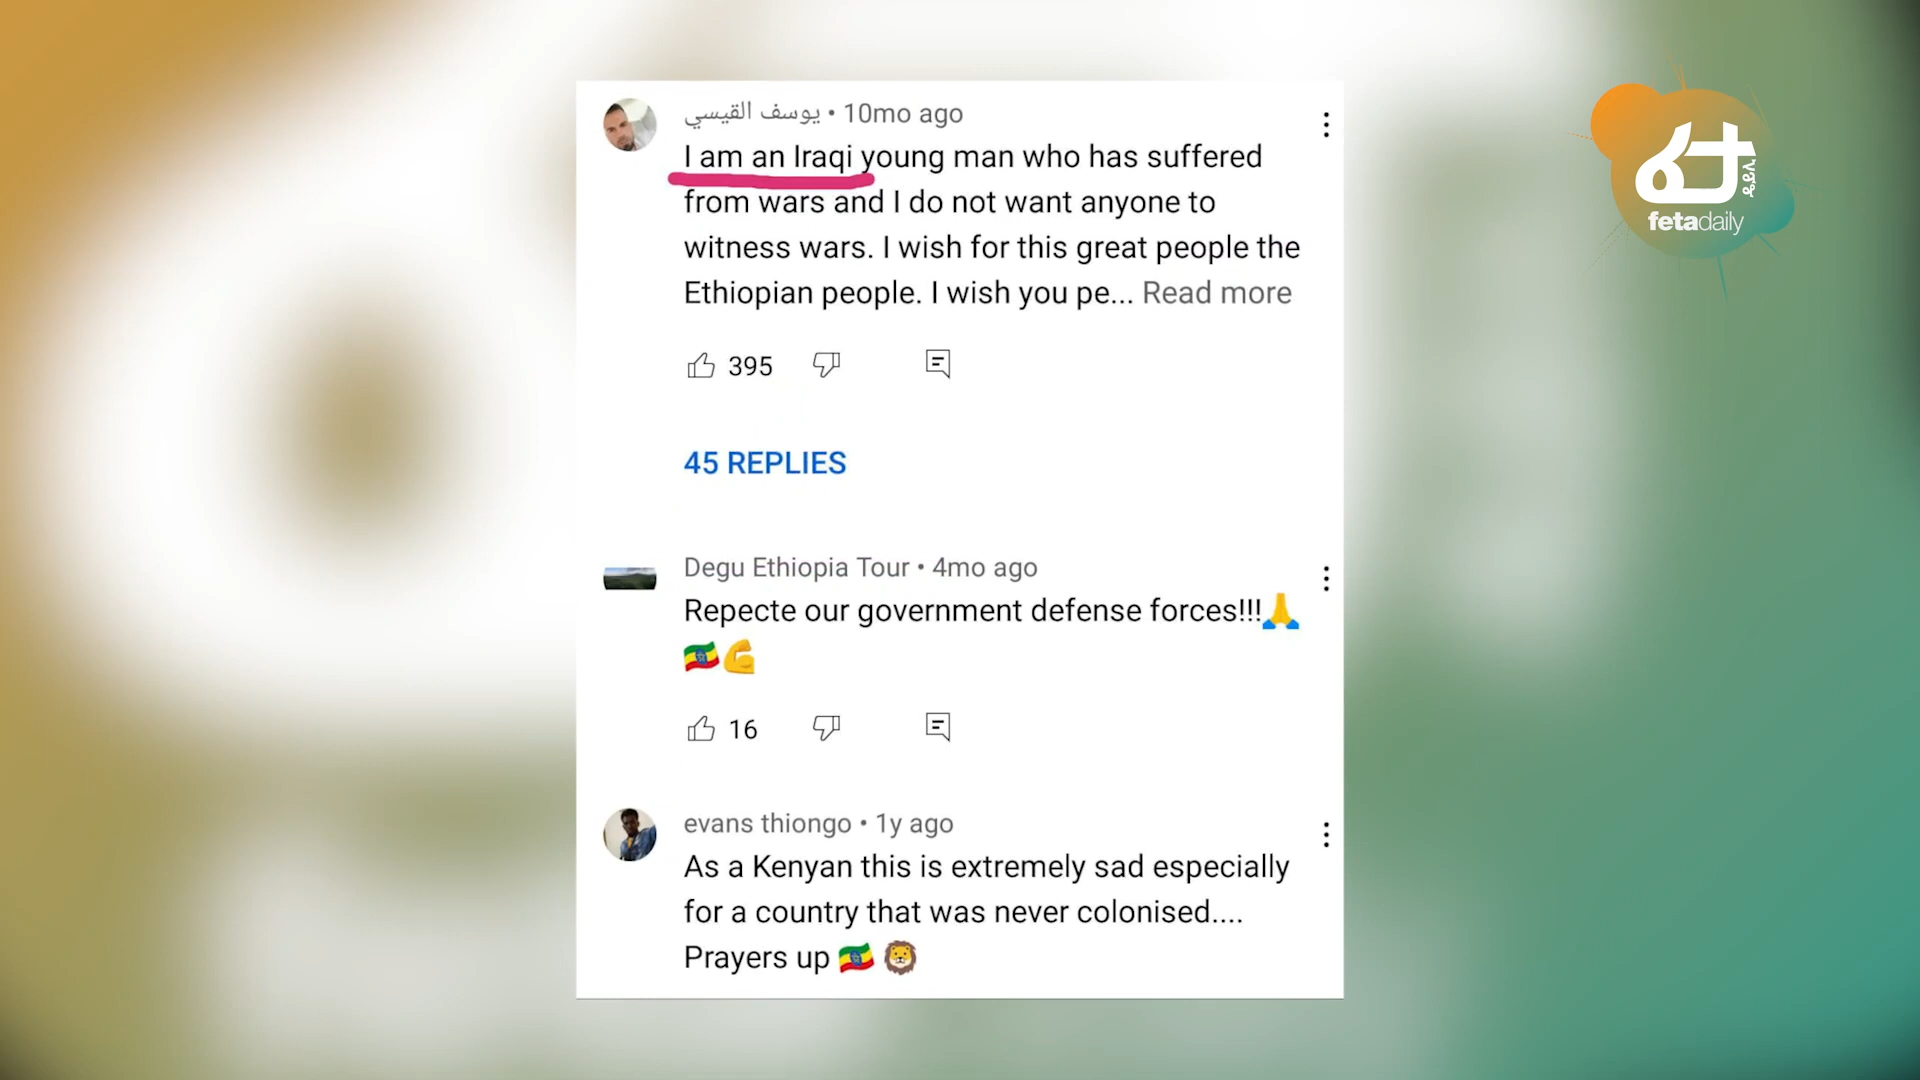 يوسف القيسي • 10mo ago
I am an Iraqi young man who has suffered
from wars and I do not want anyone to
witness wars. I wish for this great people the
Ethiopian people. I wish you pe... Read more
395
45 REPLIES
Degu Ethiopia Tour • 4mo ago
Repecte our government defense forces!!!🙏
🇪🇹💪
16
evans thiongo • 1y ago
As a Kenyan this is extremely sad especially
for a country that was never colonised....
Prayers up 🇪🇹 🦁
fetadaily